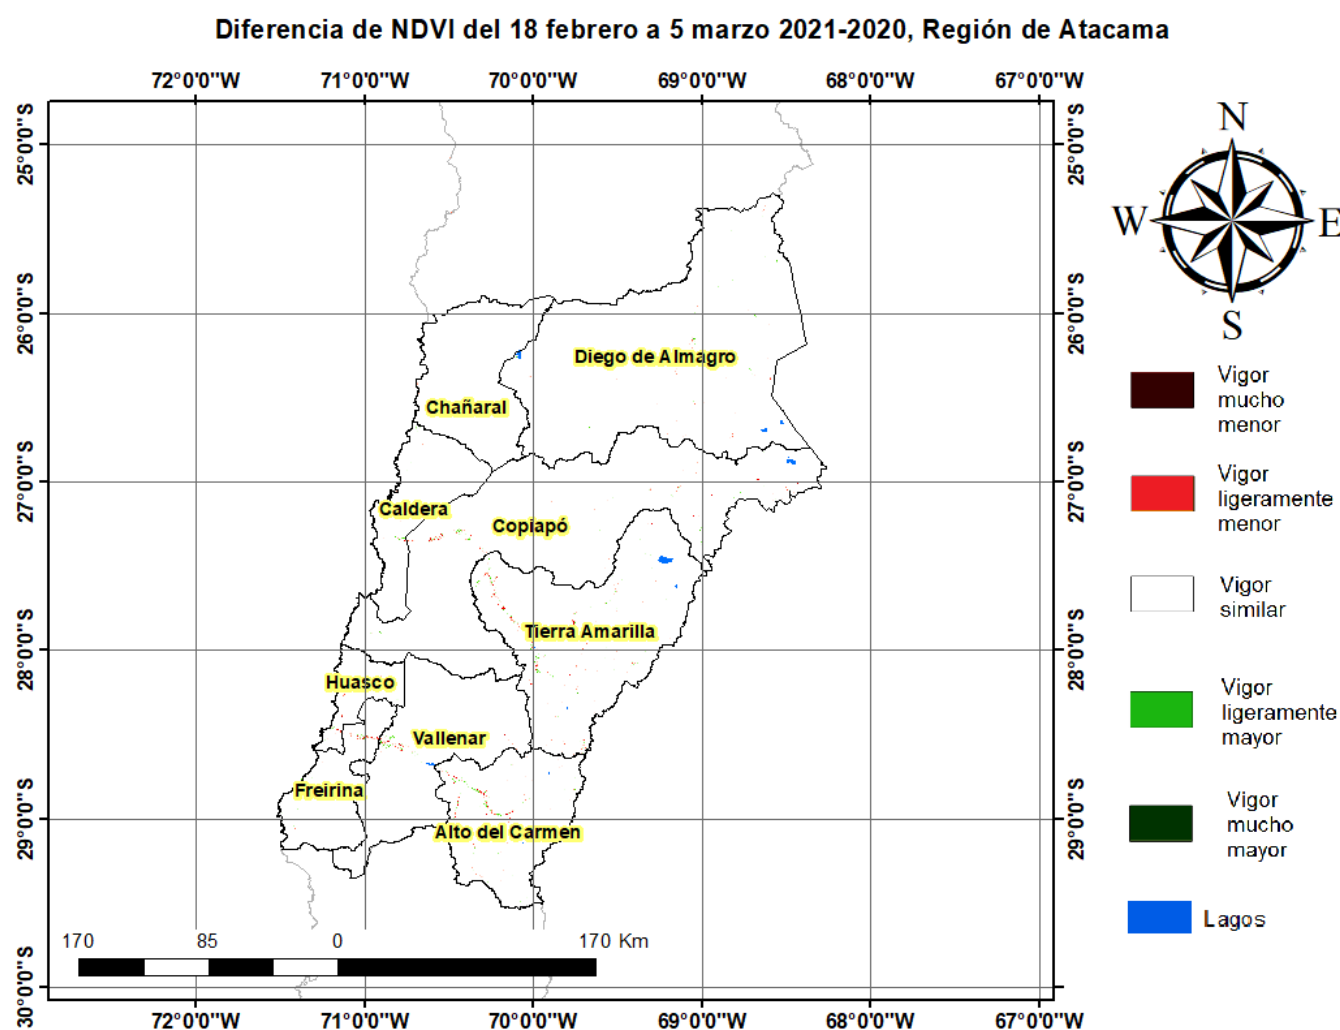 Diferencia de NDVI del 18 febrero a 5 marzo 2021-2020, Región de Atacama
72°0'0"W 71°0'0"W 70°0'0"W 69°0'0"W 68°0'0"W 67°0'0"W
25°0'0"S 25°0'0"S
26°0'0"S 26°0'0"S
27°0'0"S 27°0'0"S
28°0'0"S 28°0'0"S
29°0'0"S 29°0'0"S
30°0'0"S 30°0'0"S
Diego de Almagro
Chañaral
Caldera
Copiapó
Tierra Amarilla
Huasco
Vallenar
Freirina
Alto del Carmen
170 85 0 170 Km
72°0'0"W 71°0'0"W 70°0'0"W 69°0'0"W 68°0'0"W 67°0'0"W
N
W E
S
Vigor
mucho
menor
Vigor
ligeramente
menor
Vigor
similar
Vigor
ligeramente
mayor
Vigor
mucho
mayor
Lagos